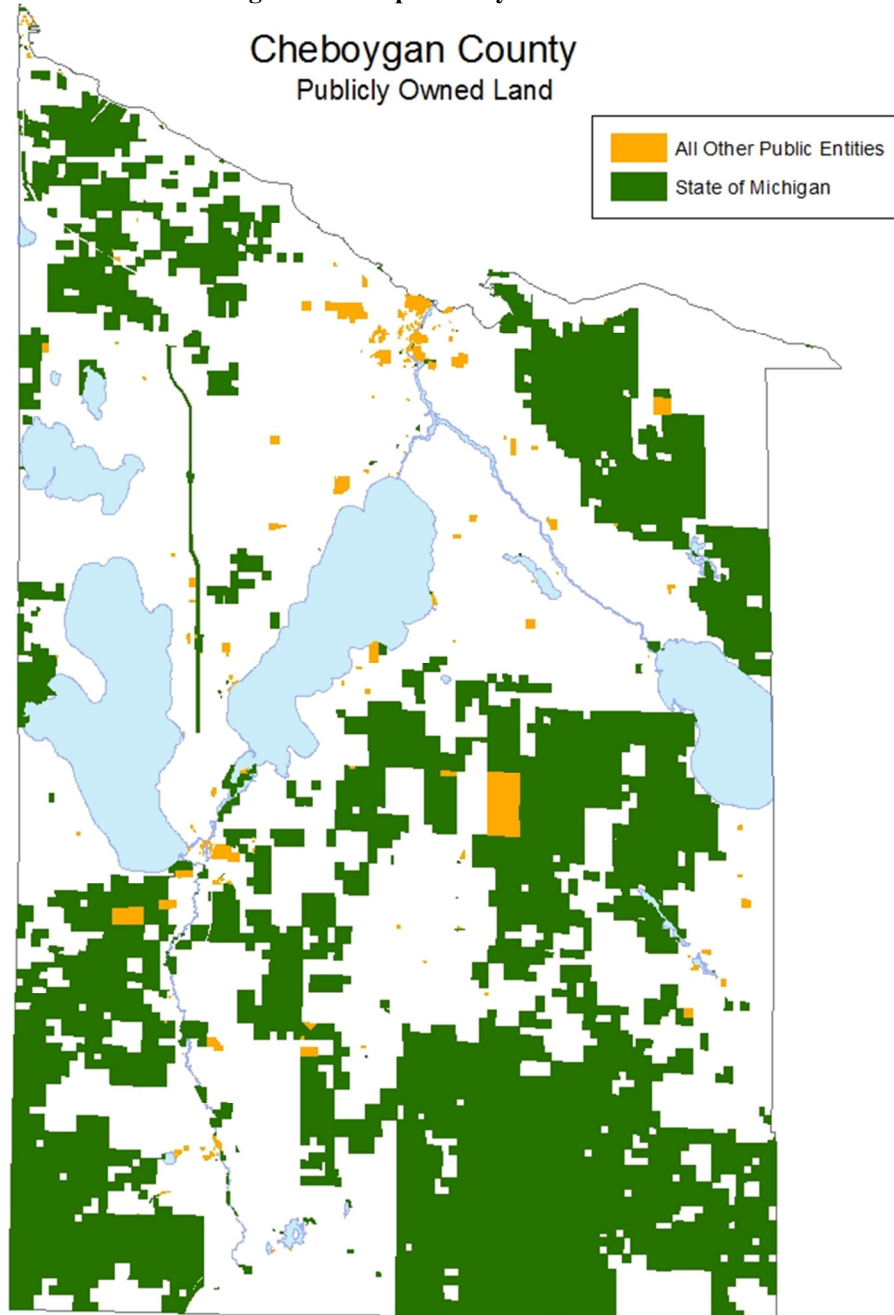 Cheboygan County
Publicly Owned Land
All Other Public Entities
State of Michigan